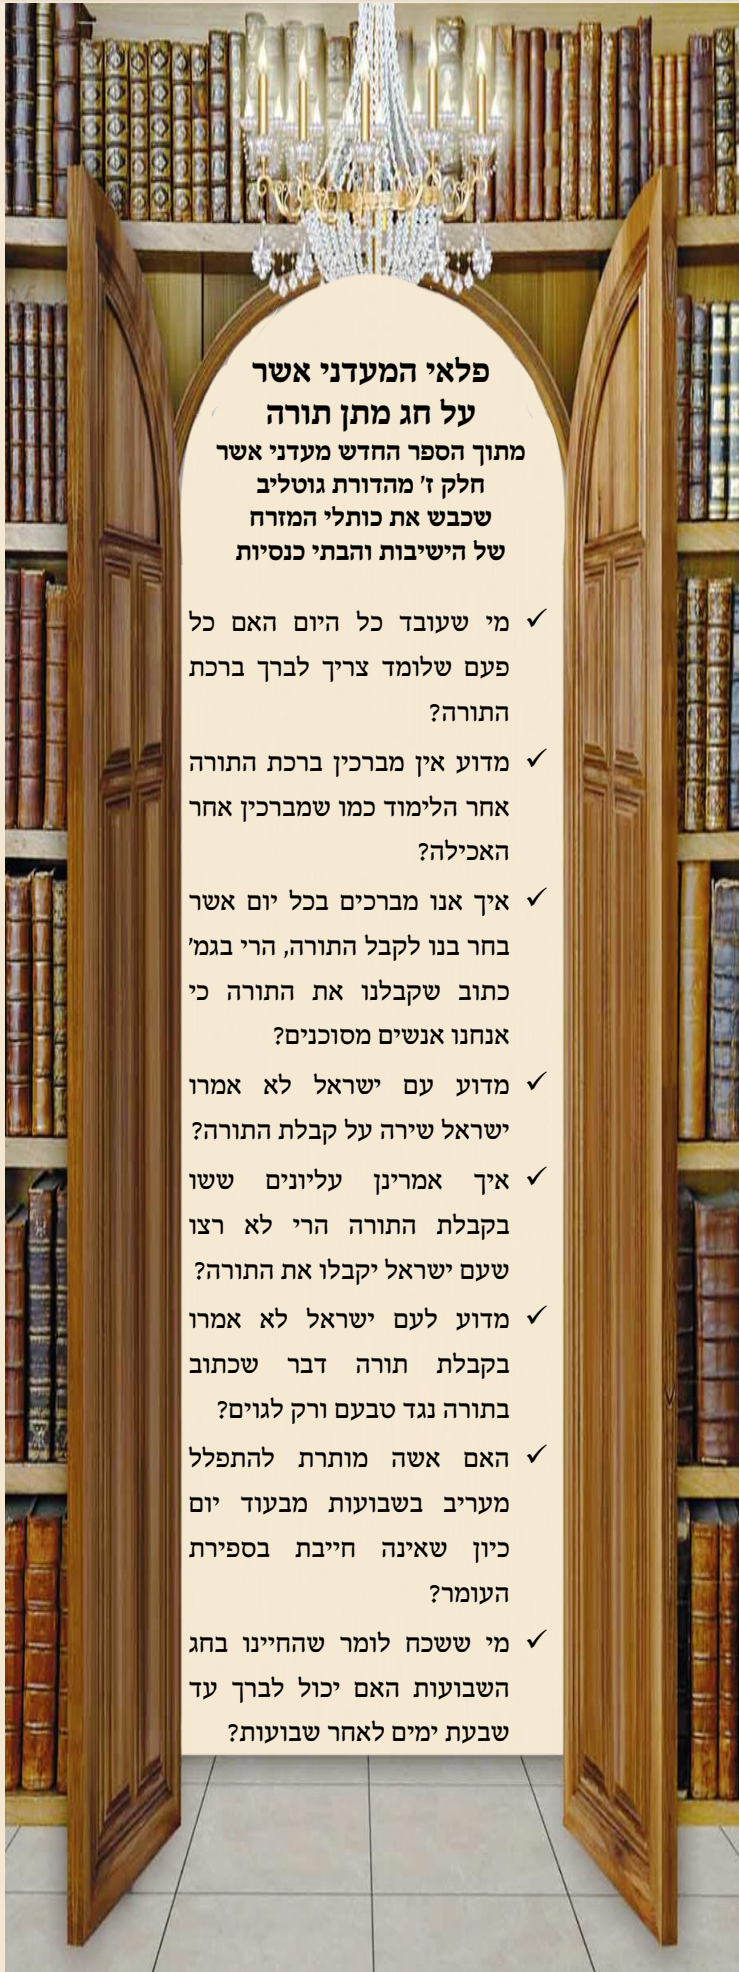 פלאי המעדני אשר
על חג מתן תורה
מתוך הספר החדש מעדני אשר
חלק ז' מהדורת גוטליב
שכבש את כותלי המזרח
של הישיבות והבתי כנסיות
✓ מי שעובד כל היום האם כל
פעם שלומד צריך לברך ברכת
התורה?
✓ מדוע אין מברכין ברכת התורה
אחר הלימוד כמו שמברכין אחר
האכילה?
✓ איך אנו מברכים בכל יום אשר
בחר בנו לקבל התורה, הרי בגמ'
כתוב שקבלנו את התורה כי
אנחנו אנשים מסוכנים?
✓ מדוע עם ישראל לא אמרו
ישראל שירה על קבלת התורה?
✓ איך אמרינן עליונים ששו
בקבלת התורה הרי לא רצו
שעם ישראל יקבלו את התורה?
✓ מדוע לעם ישראל לא אמרו
בקבלת תורה דבר שכתוב
בתורה נגד טבעם ורק לגוים?
✓ האם אשה מותרת להתפלל
מעריב בשבועות מבעוד יום
כיון שאינה חייבת בספירת
העומר?
✓ מי ששכח לומר שהחיינו בחג
השבועות האם יכול לברך עד
שבעת ימים לאחר שבועות?